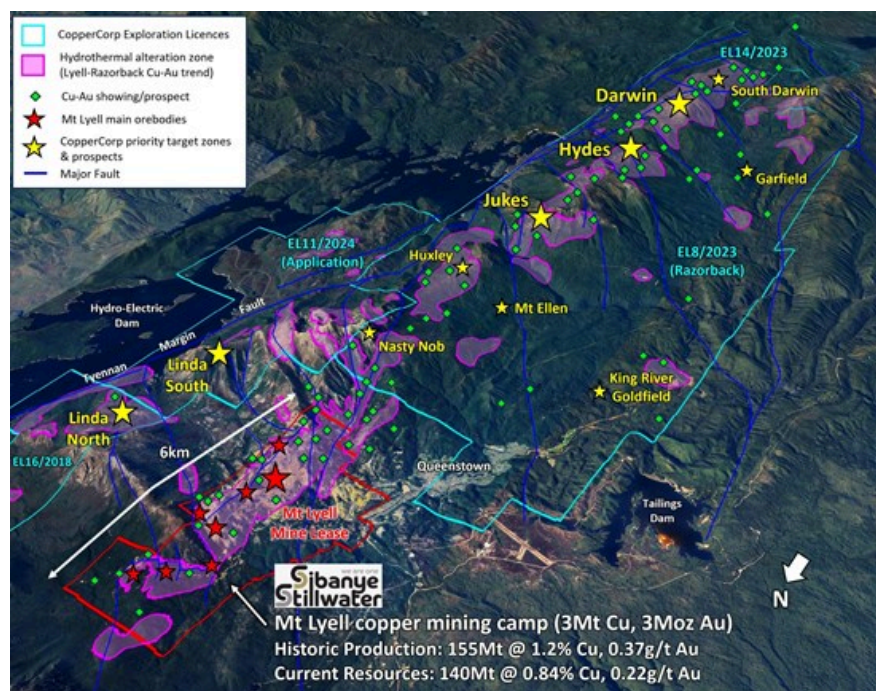 CopperCorp Exploration Licences
Hydrothermal alteration zone
(Lyell-Razorback Cu-Au trend)
Cu-Au showing/prospect
Mt Lyell main orebodies
CopperCorp priority target zones
& prospects
Major Fault
EL14/2023
South Darwin
Darwin
Hydes
Garfield
Jukes
EL11/2024
(Application)
EL8/2023
(Razorback)
Huxley
Hydro-Electric
Dam
Mt Ellen
Tyennan Margin Fault
Nasty Nob
Linda
South
King River
Goldfield
Linda
North
EL16/2018
6km
Queenstown
Tailings
Dam
Mt Lyell
Mine Lease
WE ARE ONE
Sibanye
Stillwater
N
Mt Lyell copper mining camp (3Mt Cu, 3Moz Au)
Historic Production: 155Mt @ 1.2% Cu, 0.37g/t Au
Current Resources: 140Mt @ 0.84% Cu, 0.22g/t Au